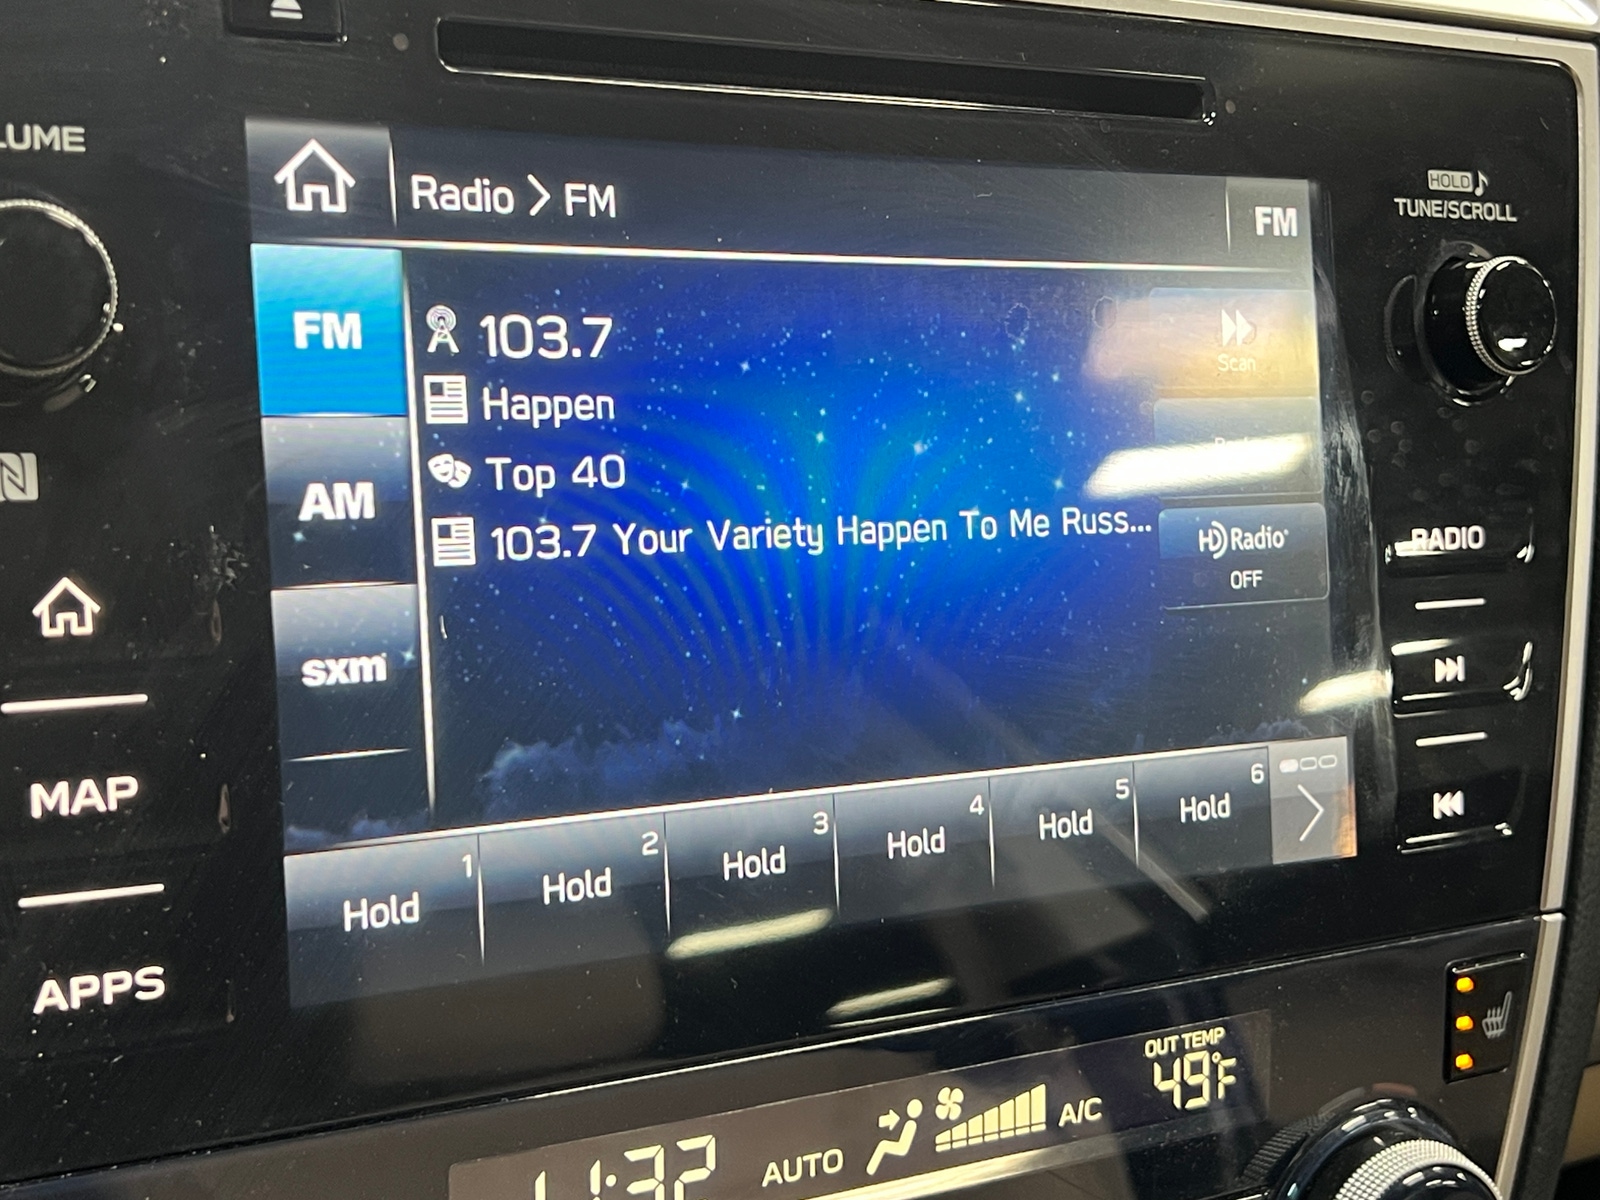 HOLD
TUNE/SCROLL
Radio > FM
FM
FM
103.7
Scan
Happen
AM
Top 40
103.7 Your Variety Happen To Me Russ...
HD Radio
OFF
RADIO
sxm
MAP
1 2 3 4 5 6
Hold Hold Hold Hold Hold Hold
APPS
OUT TEMP
49°F
AUTO
A/C
11:32